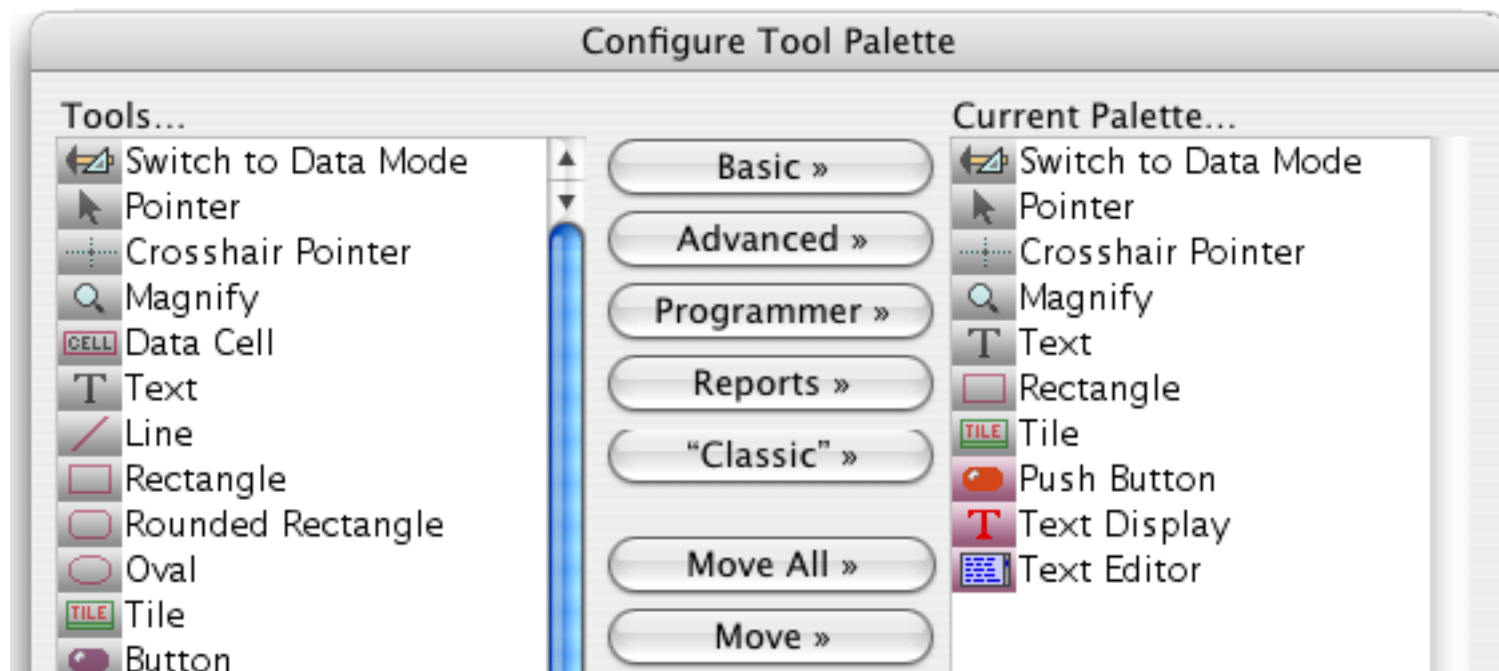 Configure Tool Palette
Tools...
Switch to Data Mode
Pointer
Crosshair Pointer
Magnify
CELL Data Cell
T Text
Line
Rectangle
Rounded Rectangle
Oval
TILE Tile
Button
Basic »
Advanced »
Programmer »
Reports »
“Classic” »
Move All »
Move »
Current Palette...
Switch to Data Mode
Pointer
Crosshair Pointer
Magnify
T Text
Rectangle
TILE Tile
Push Button
T Text Display
Text Editor